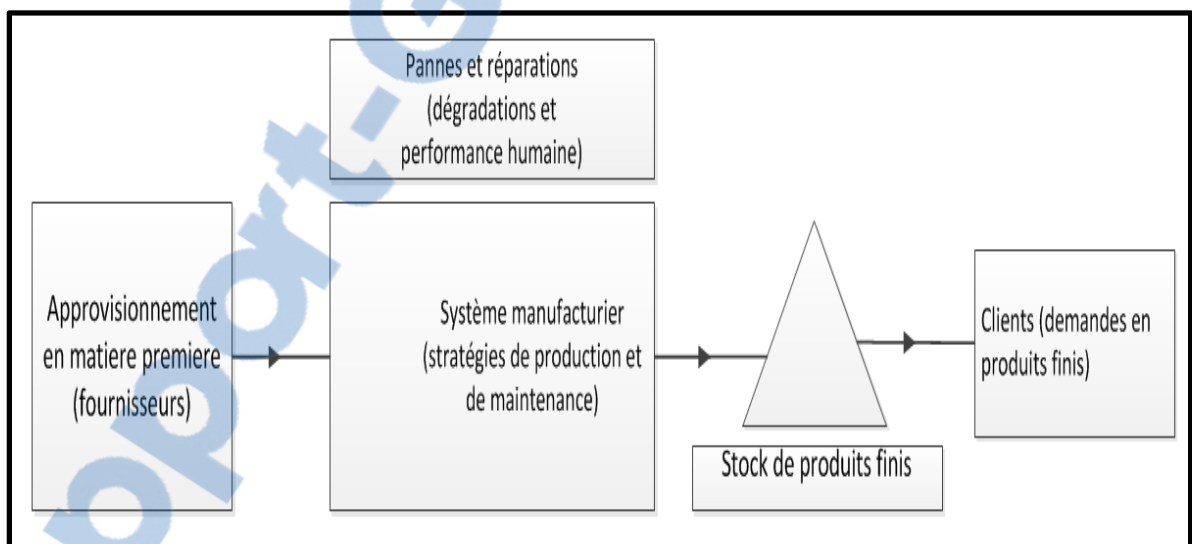 Pannes et réparations
(dégradations et
performance humaine)
Approvisionnement
en matiere premiere
(fournisseurs)
Système manufacturier
(stratégies de production et
de maintenance)
Stock de produits finis
Clients (demandes en
produits finis)
pport-G